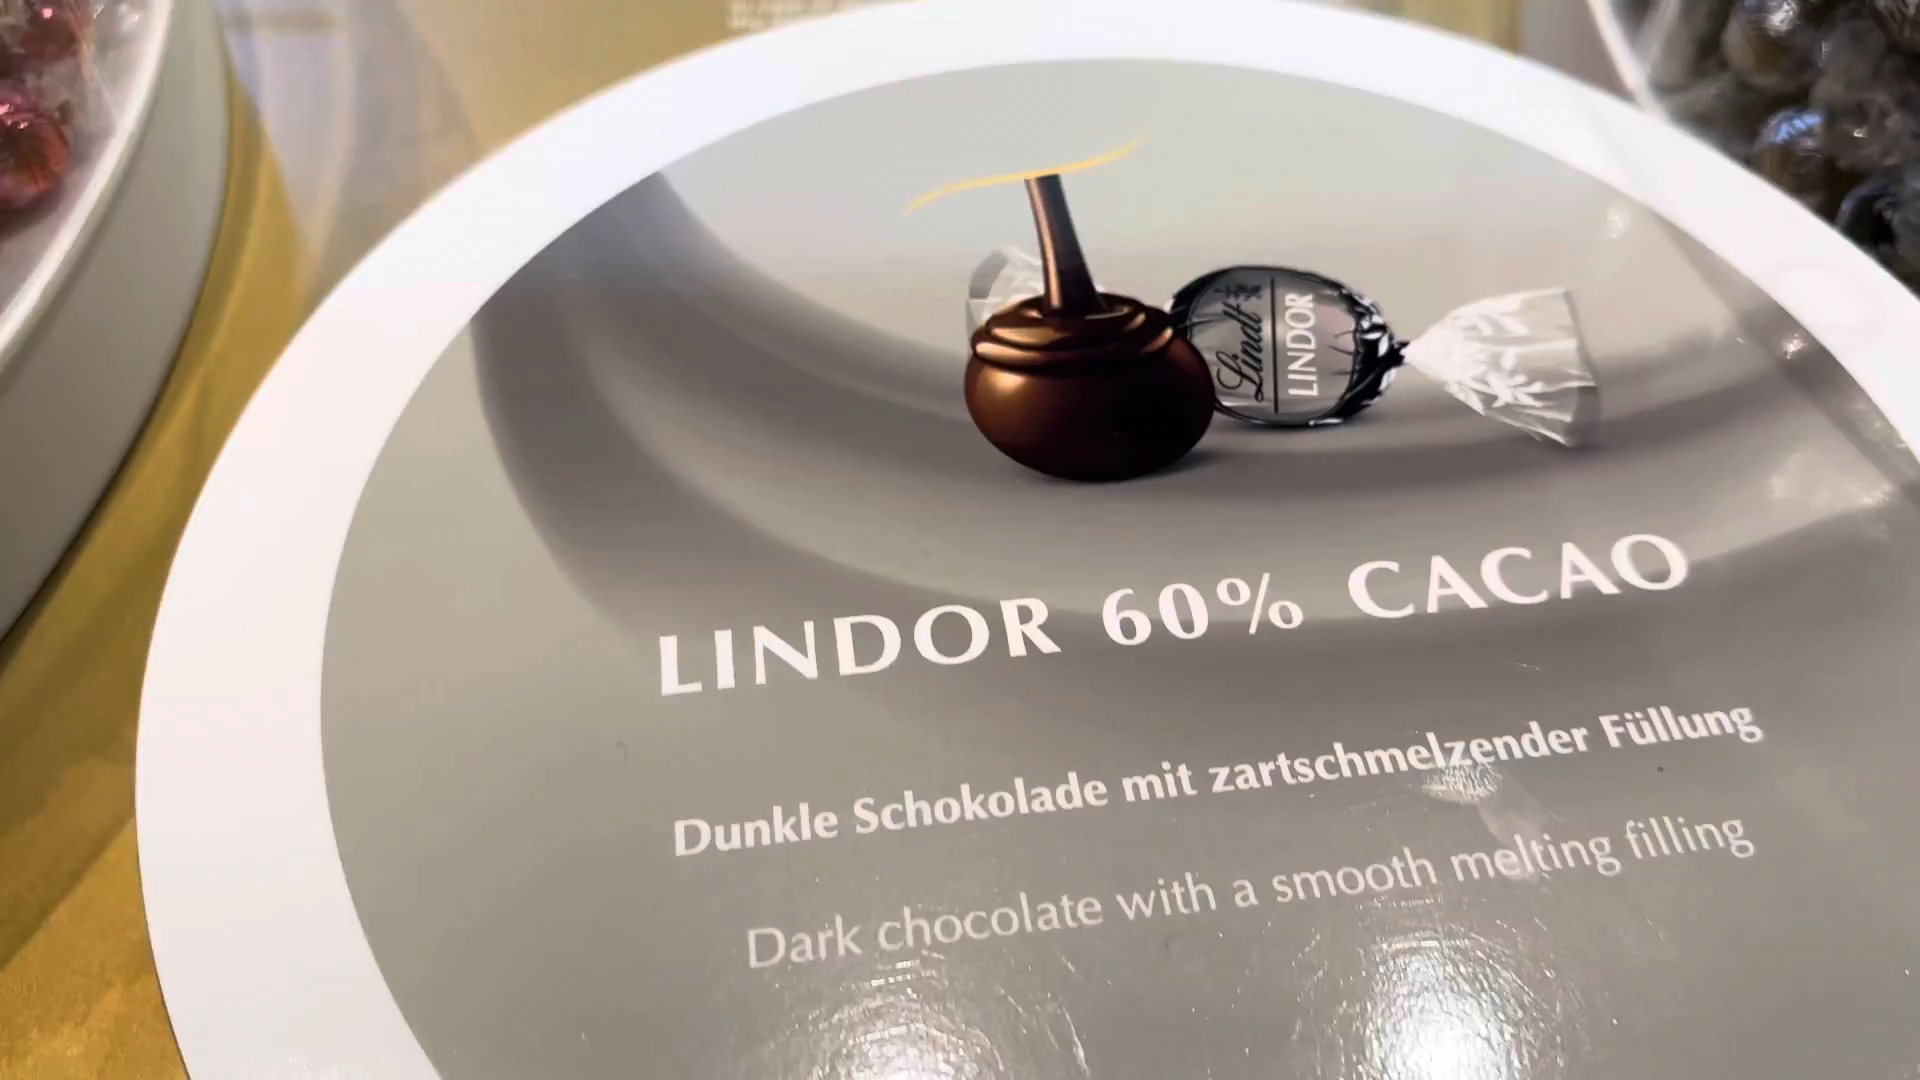 Lindt
LINDOR
LINDOR 60% CACAO
Dunkle Schokolade mit zartschmelzender Füllung
Dark chocolate with a smooth melting filling